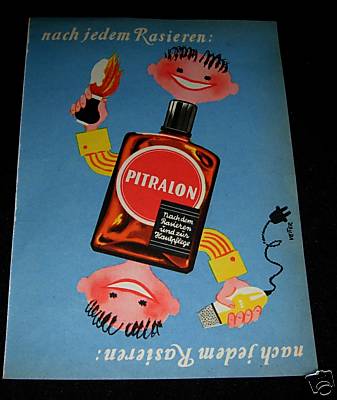 nach jedem Rasieren:
PITRALON
Nach dem
Rasieren
und zur
Hautpflege
nach jedem Rasieren: